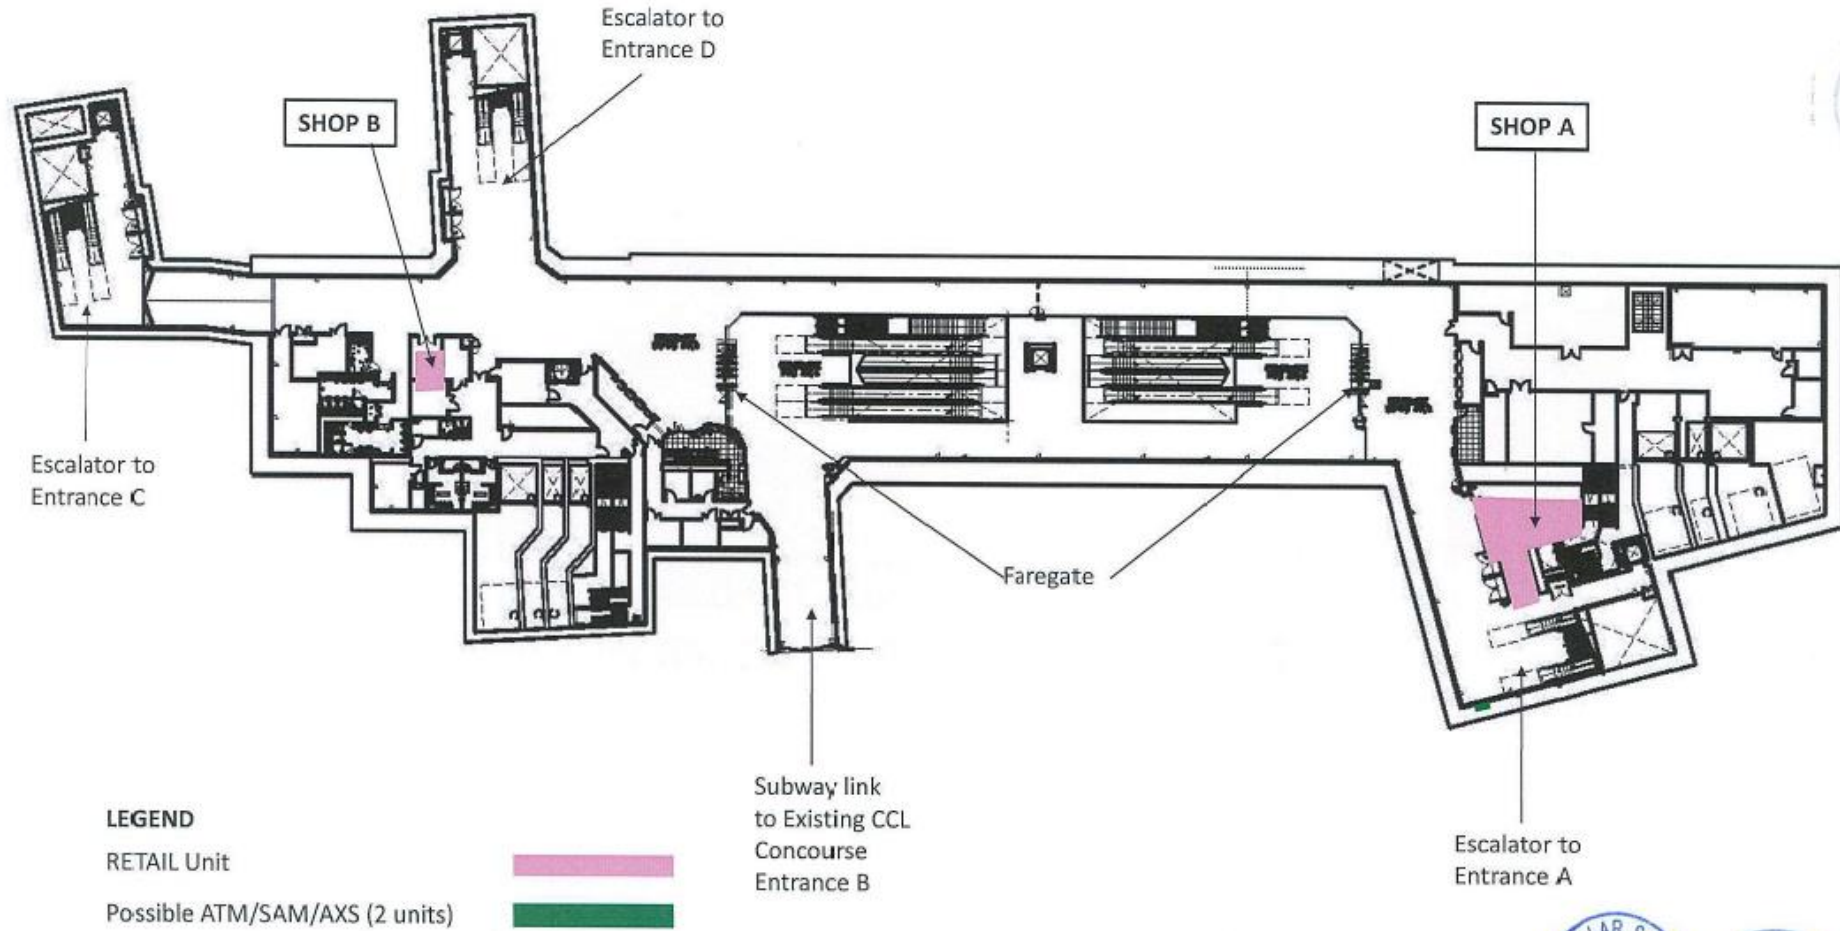 Escalator to
Entrance D
SHOP B
SHOP A
Escalator to
Entrance C
Faregate
Subway link
to Existing CCL
Concourse
Entrance B
Escalator to
Entrance A
LEGEND
RETAIL Unit
Possible ATM/SAM/AXS (2 units)